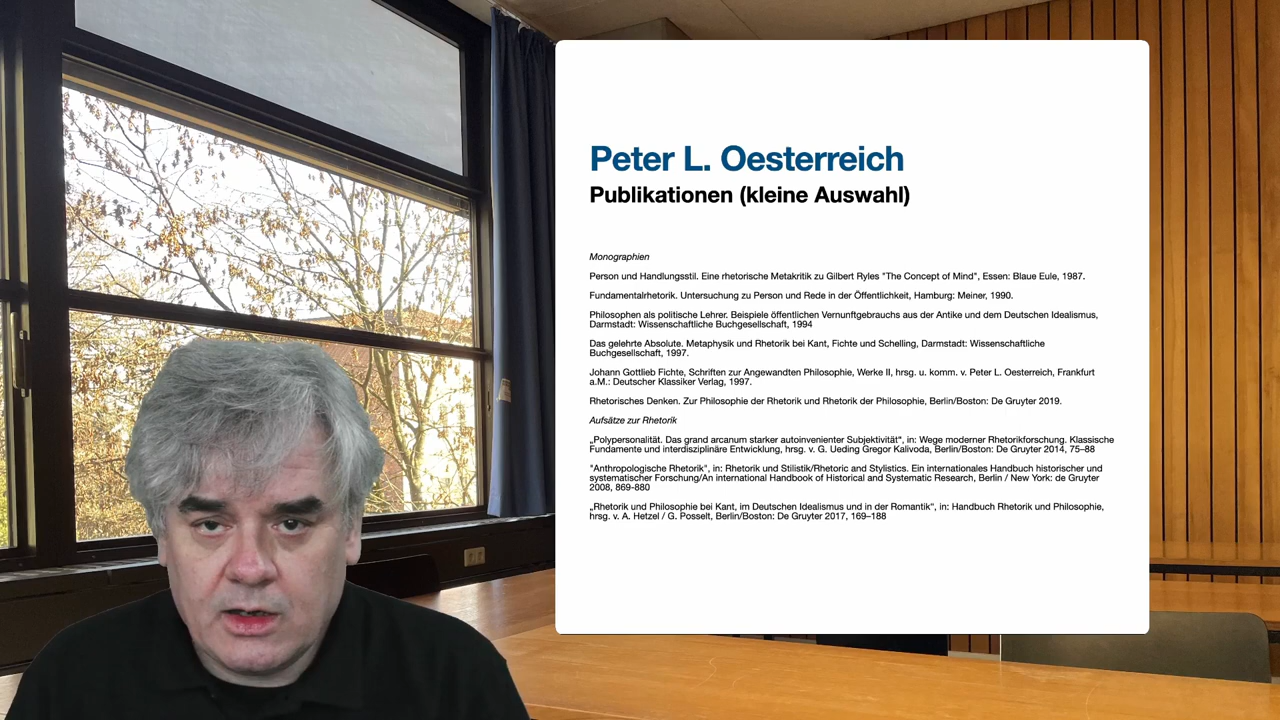 Peter L. Oesterreich
Publikationen (kleine Auswahl)
Monographien
Person und Handlungsstil. Eine rhetorische Metakritik zu Gilbert Ryles "The Concept of Mind", Essen: Blaue Eule, 1987.
Fundamentalrhetorik. Untersuchung zu Person und Rede in der Öffentlichkeit, Hamburg: Meiner, 1990.
Philosophen als politische Lehrer. Beispiele öffentlichen Vernunftgebrauchs aus der Antike und dem Deutschen Idealismus,
Darmstadt: Wissenschaftliche Buchgesellschaft, 1994
Das gelehrte Absolute. Metaphysik und Rhetorik bei Kant, Fichte und Schelling, Darmstadt: Wissenschaftliche
Buchgesellschaft, 1997.
Johann Gottlieb Fichte, Schriften zur Angewandten Philosophie, Werke II, hrsg. u. komm. v. Peter L. Oesterreich, Frankfurt
a.M.: Deutscher Klassiker Verlag, 1997.
Rhetorisches Denken. Zur Philosophie der Rhetorik und Rhetorik der Philosophie, Berlin/Boston: De Gruyter 2019.
Aufsätze zur Rhetorik
„Polypersonalität. Das grand arcanum starker autoinvenienter Subjektivität“, in: Wege moderner Rhetorikforschung. Klassische
Fundamente und interdisziplinäre Entwicklung, hrsg. v. G. Ueding Gregor Kalivoda, Berlin/Boston: De Gruyter 2014, 75–88
"Anthropologische Rhetorik", in: Rhetorik und Stilistik/Rhetoric and Stylistics. Ein internationales Handbuch historischer und
systematischer Forschung/An international Handbook of Historical and Systematic Research, Berlin / New York: de Gruyter
2008, 869-880
„Rhetorik und Philosophie bei Kant, im Deutschen Idealismus und in der Romantik“, in: Handbuch Rhetorik und Philosophie,
hrsg. v. A. Hetzel / G. Posselt, Berlin/Boston: De Gruyter 2017, 169–188